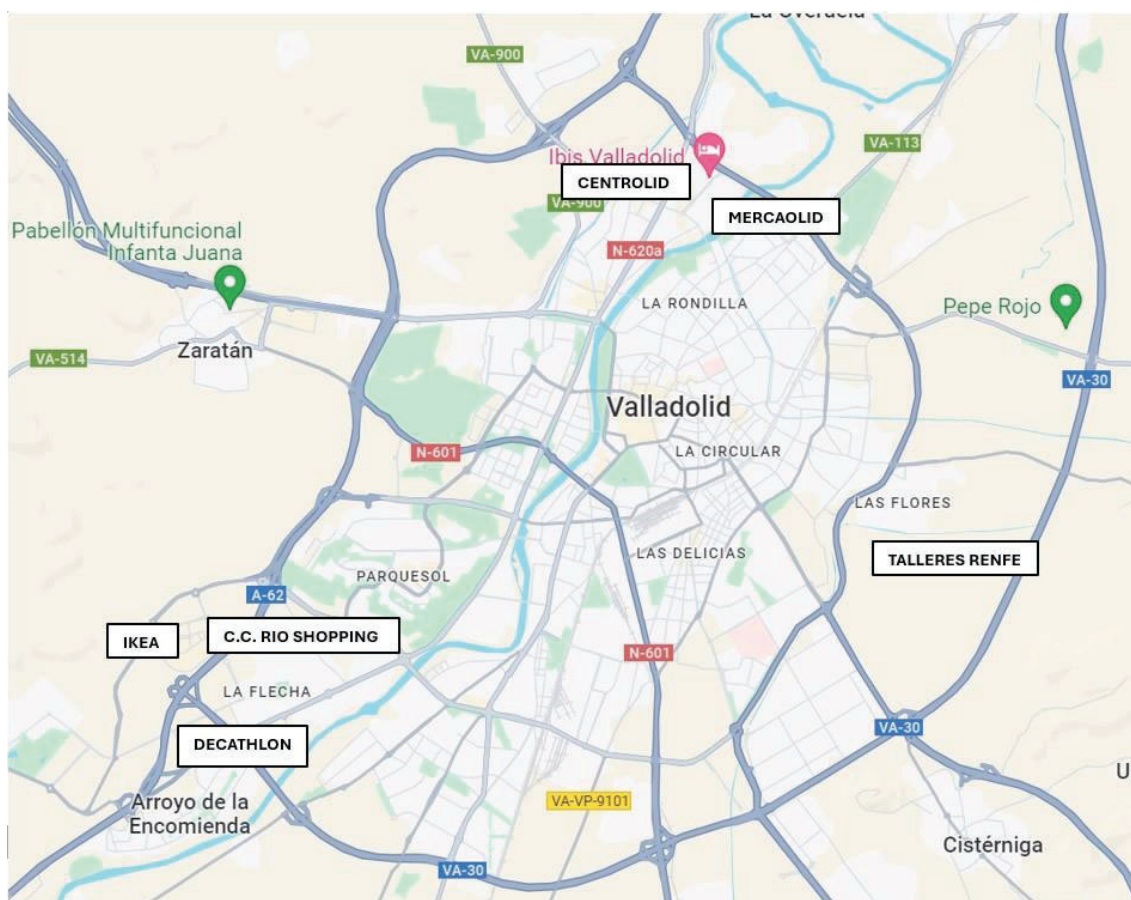 La Overuela
VA-900
VA-113
Ibis Valladolid
CENTROLID
VA-900
MERCAOLID
Pabellón Multifuncional
Infanta Juana
N-620a
LA RONDILLA
Pepe Rojo
Zaratán
VA-514
VA-30
Valladolid
N-601
LA CIRCULAR
LAS FLORES
LAS DELICIAS
TALLERES RENFE
PARQUESOL
A-62
IKEA
C.C. RIO SHOPPING
N-601
LA FLECHA
DECATHLON
VA-30
Arroyo de la
Encomienda
VA-VP-9101
U
Cistérniga
VA-30